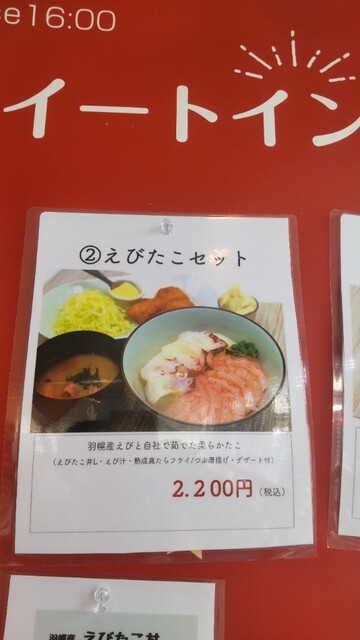 se16:00
イートイン
②えびたこセット
羽幌産えびと自社で茹でた柔らかたこ
（えびたこ丼L・えび汁・熟成真たらフライ/つぶ唐揚げ・デザート付）
2.200円（税込）
羽幌産 えびたこ丼